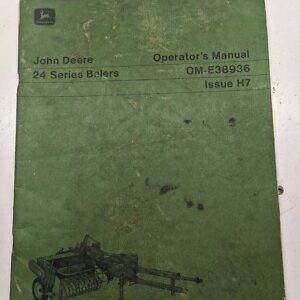 John Deere
24 Series Balers
Operator's Manual
OM-E38936
Issue H7